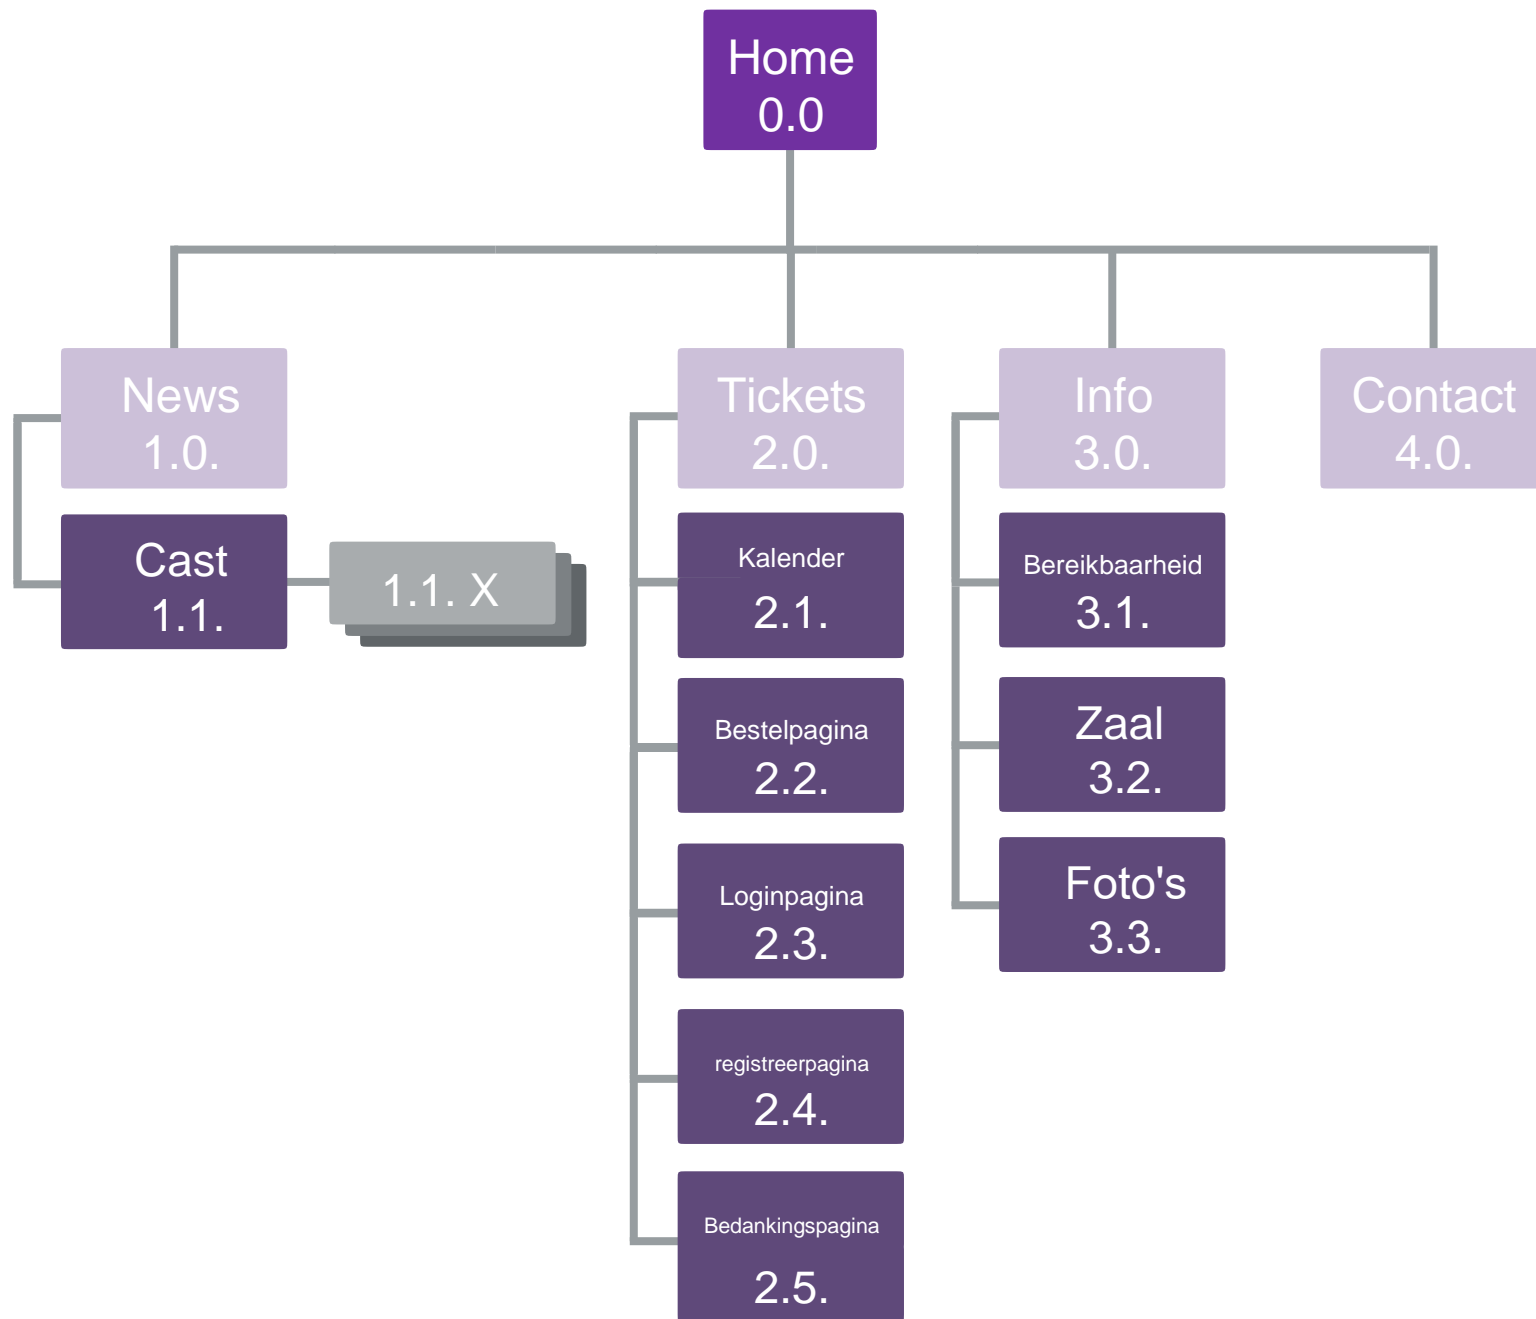 Home
0.0
News
1.0.
Cast
1.1.
1.1. X
Tickets
2.0.
Kalender
2.1.
Bestelpagina
2.2.
Loginpagina
2.3.
registreerpagina
2.4.
Bedankingspagina
2.5.
Info
3.0.
Bereikbaarheid
3.1.
Zaal
3.2.
Foto's
3.3.
Contact
4.0.